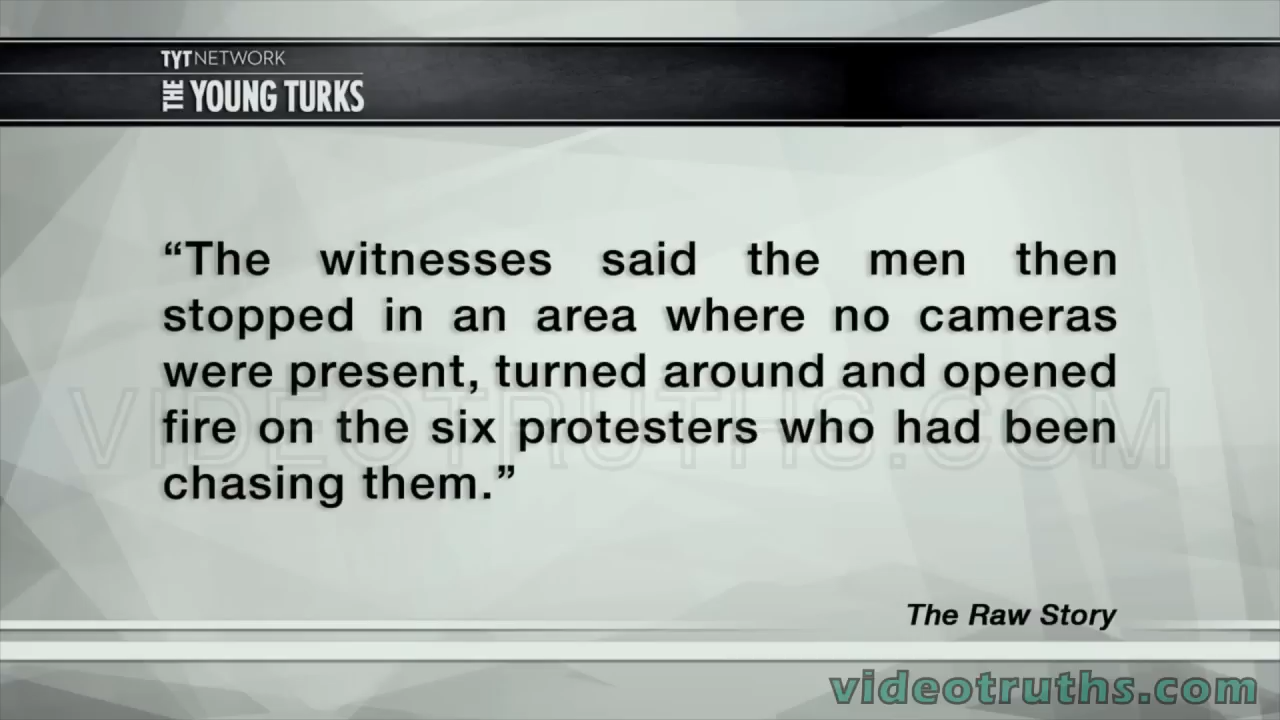 TYT NETWORK
THE YOUNG TURKS
“The witnesses said the men then
stopped in an area where no cameras
were present, turned around and opened
fire on the six protesters who had been
chasing them.”
VIDEOTRUTHS.COM
The Raw Story
videotruths.com